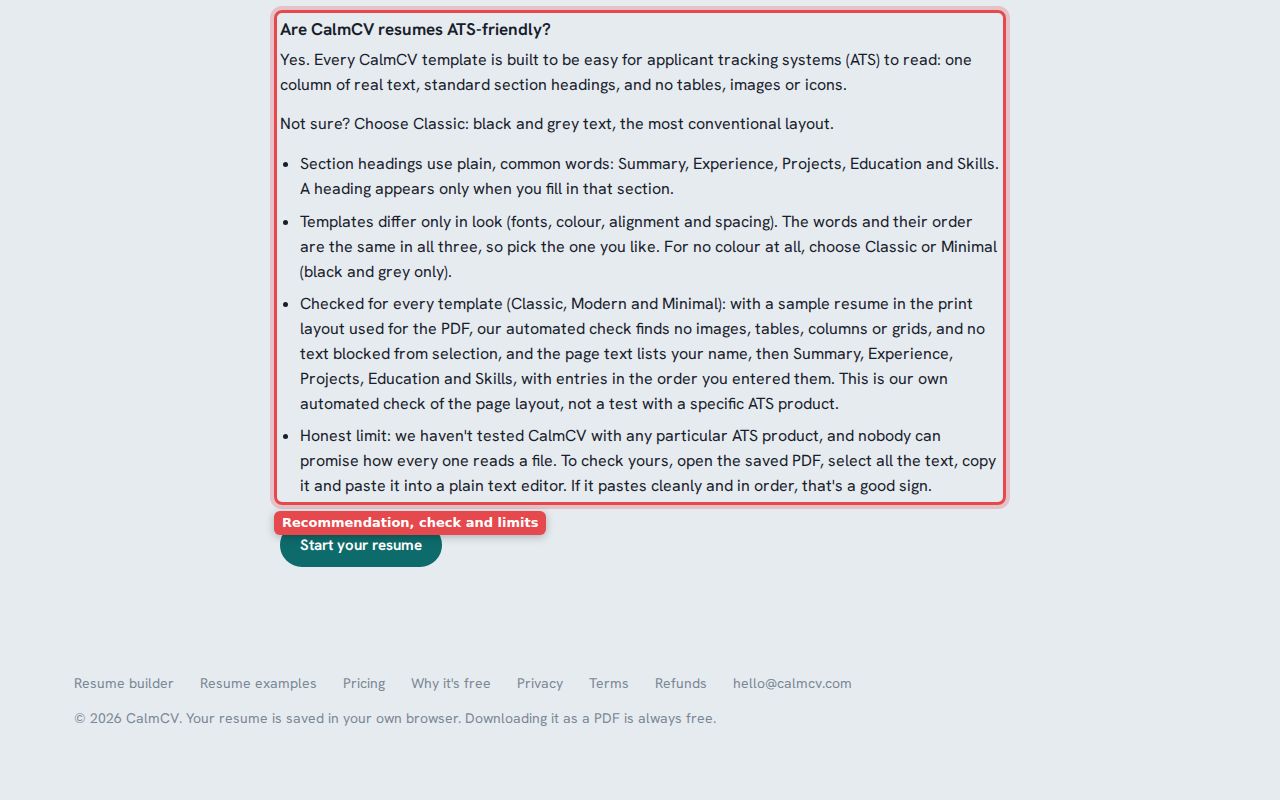 Are CalmCV resumes ATS-friendly?
Yes. Every CalmCV template is built to be easy for applicant tracking systems (ATS) to read: one
column of real text, standard section headings, and no tables, images or icons.
Not sure? Choose Classic: black and grey text, the most conventional layout.
• Section headings use plain, common words: Summary, Experience, Projects, Education and Skills.
A heading appears only when you fill in that section.
• Templates differ only in look (fonts, colour, alignment and spacing). The words and their order
are the same in all three, so pick the one you like. For no colour at all, choose Classic or Minimal
(black and grey only).
• Checked for every template (Classic, Modern and Minimal): with a sample resume in the print
layout used for the PDF, our automated check finds no images, tables, columns or grids, and no
text blocked from selection, and the page text lists your name, then Summary, Experience,
Projects, Education and Skills, with entries in the order you entered them. This is our own
automated check of the page layout, not a test with a specific ATS product.
• Honest limit: we haven't tested CalmCV with any particular ATS product, and nobody can
promise how every one reads a file. To check yours, open the saved PDF, select all the text, copy
it and paste it into a plain text editor. If it pastes cleanly and in order, that's a good sign.
Recommendation, check and limits
Start your resume
Resume builder Resume examples Pricing Why it's free Privacy Terms Refunds hello@calmcv.com
© 2026 CalmCV. Your resume is saved in your own browser. Downloading it as a PDF is always free.